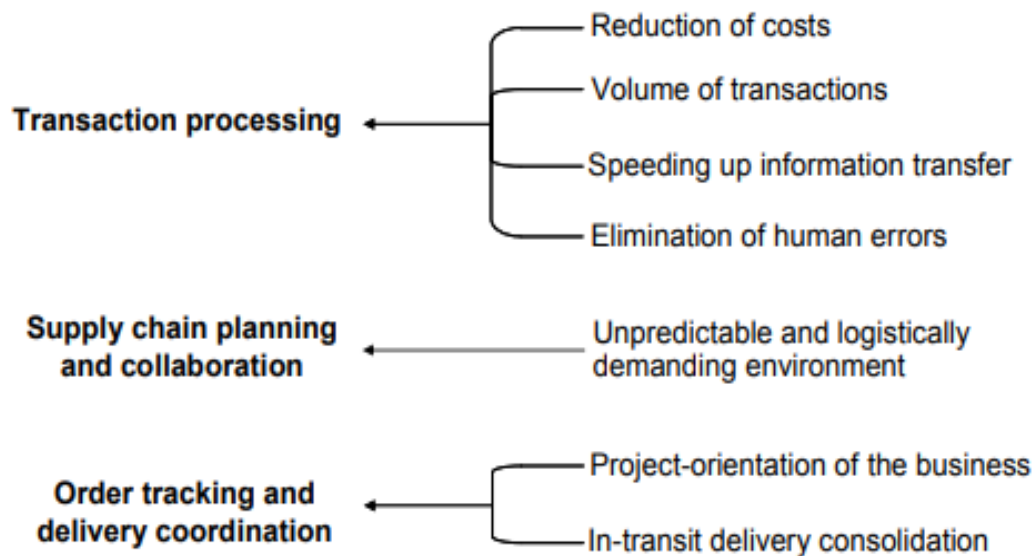 Reduction of costs
Volume of transactions
Transaction processing
Speeding up information transfer
Elimination of human errors
Supply chain planning
and collaboration
Unpredictable and logistically
demanding environment
Project-orientation of the business
Order tracking and
delivery coordination
In-transit delivery consolidation